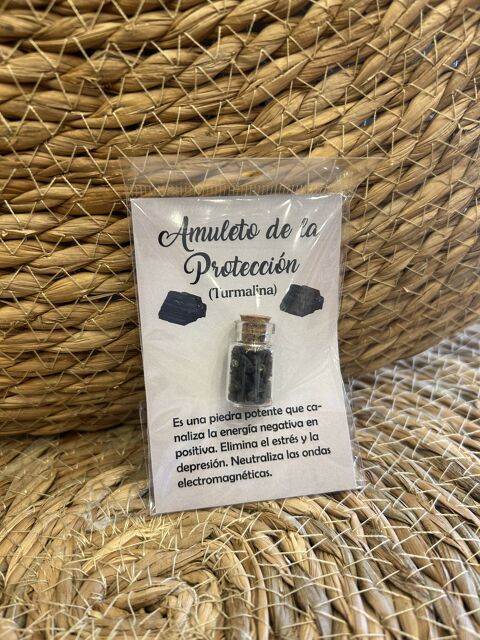 Amuleto de la
Protección
(Turmalina)
Es una piedra potente que ca-
naliza la energía negativa en
positiva. Elimina el estrés y la
depresión. Neutraliza las ondas
electromagnéticas.